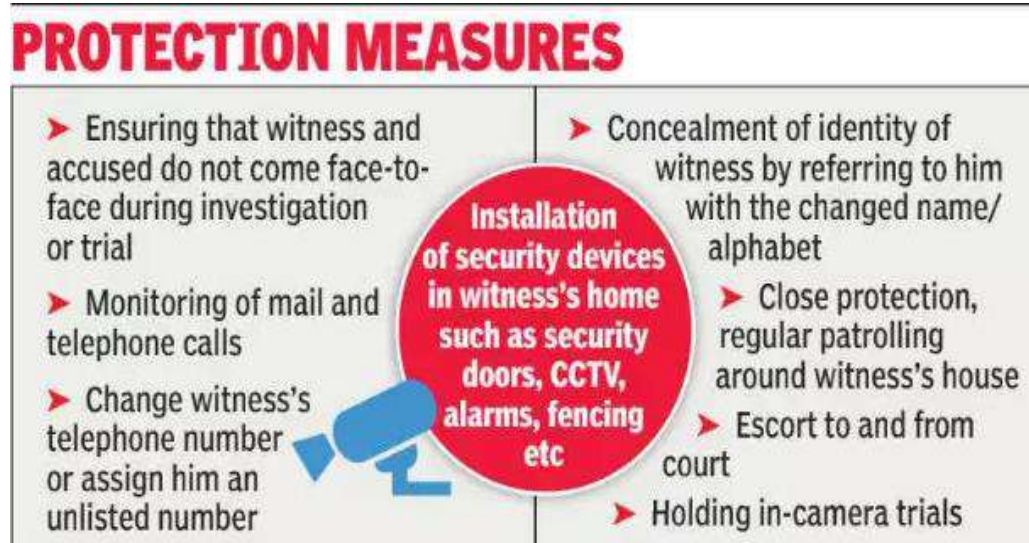 PROTECTION MEASURES
➤ Ensuring that witness and
accused do not come face-to-
face during investigation
or trial
➤ Monitoring of mail and
telephone calls
➤ Change witness's
telephone number
or assign him an
unlisted number
Installation
of security devices
in witness's home
such as security
doors, CCTV,
alarms, fencing
etc
➤ Concealment of identity of
witness by referring to him
with the changed name/
alphabet
➤ Close protection,
regular patrolling
around witness's house
➤ Escort to and from
court
➤ Holding in-camera trials